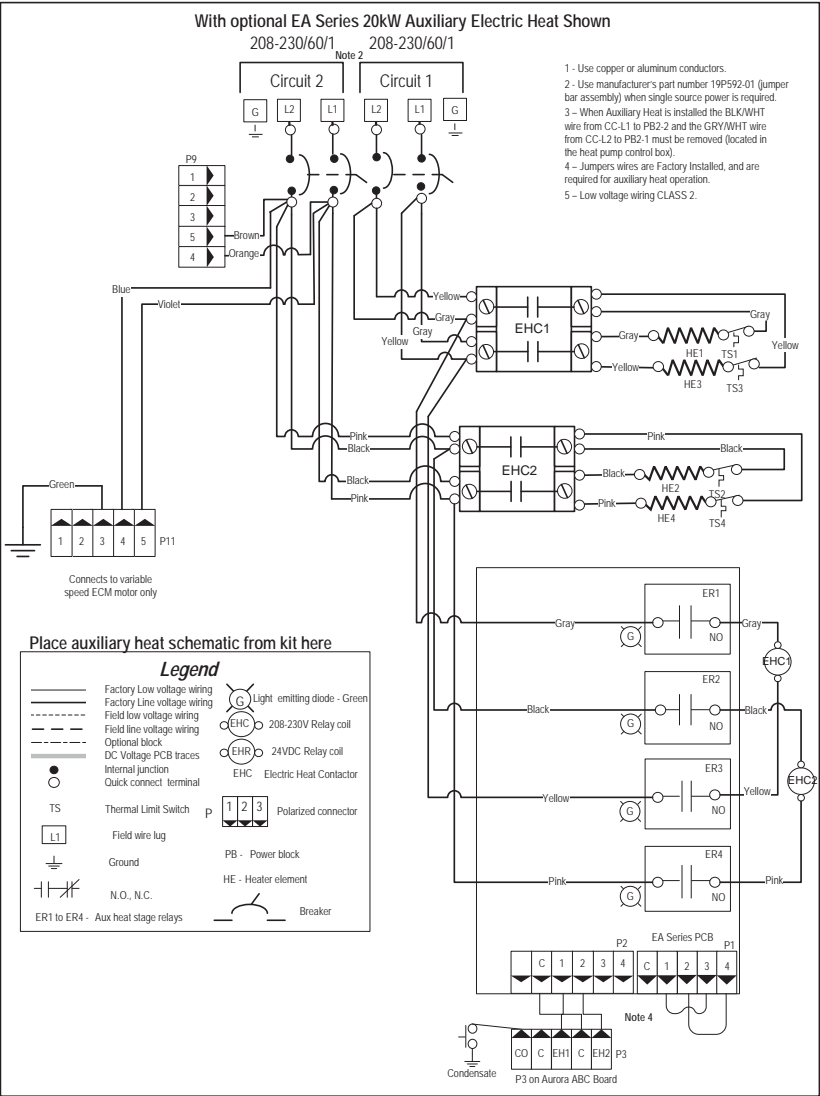 With optional EA Series 20kW Auxiliary Electric Heat Shown
208-230/60/1
Note 2
208-230/60/1
Circuit 2
Circuit 1
G
L2
L1
L2
L1
G
1 - Use copper or aluminum conductors.
2 - Use manufacturer's part number 19P592-01 (jumper
bar assembly) when single source power is required.
3 – When Auxiliary Heat is installed the BLK/WHT
wire from CC-L1 to PB2-2 and the GRY/WHT wire
from CC-L2 to PB2-1 must be removed (located in
the heat pump control box).
4 – Jumpers wires are Factory Installed, and are
required for auxiliary heat operation.
5 – Low voltage wiring CLASS 2.
P9
1
2
3
5
4
Brown
Orange
Blue
Violet
Yellow
Gray
Gray
Yellow
EHC1
Gray
Yellow
Gray
HE1
TS1
Yellow
HE3
TS3
Pink
Black
Black
Pink
EHC2
Pink
Black
Black
HE2
TS2
Pink
HE4
TS4
Green
1 2 3 4 5 P11
Connects to variable
speed ECM motor only
ER1
Gray
G
NO
Gray
EHC1
ER2
Black
G
NO
Black
EHC2
ER3
Yellow
G
NO
Yellow
ER4
Pink
G
NO
Pink
EA Series PCB
P2
C 1 2 3 4
P1
C 1 2 3 4
Note 4
CO C EH1 C EH2 P3
Condensate
P3 on Aurora ABC Board
Place auxiliary heat schematic from kit here
Legend
Factory Low voltage wiring
Factory Line voltage wiring
Field low voltage wiring
Field line voltage wiring
Optional block
DC Voltage PCB traces
Internal junction
Quick connect terminal
TS Thermal Limit Switch
L1 Field wire lug
Ground
N.O., N.C.
ER1 to ER4 - Aux heat stage relays
G Light emitting diode - Green
EHC 208-230V Relay coil
EHR 24VDC Relay coil
EHC Electric Heat Contactor
P 1 2 3 Polarized connector
PB - Power block
HE - Heater element
Breaker